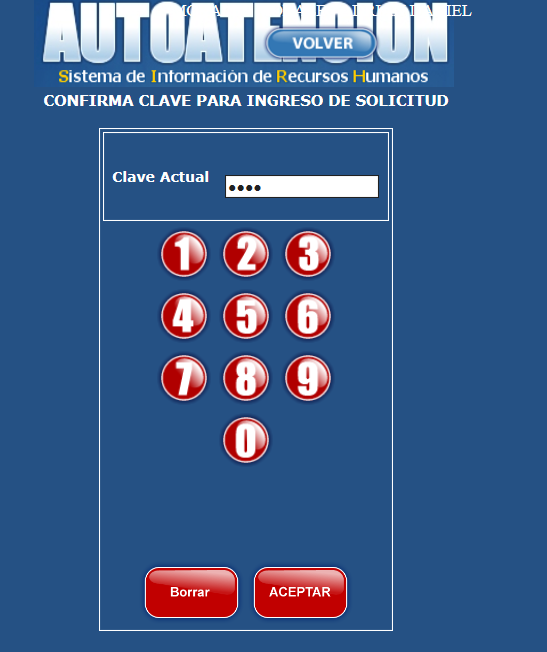 AUTOATENCION
VOLVER
Sistema de Información de Recursos Humanos
CONFIRMA CLAVE PARA INGRESO DE SOLICITUD
Clave Actual ••••
1 2 3
4 5 6
7 8 9
0
Borrar ACEPTAR